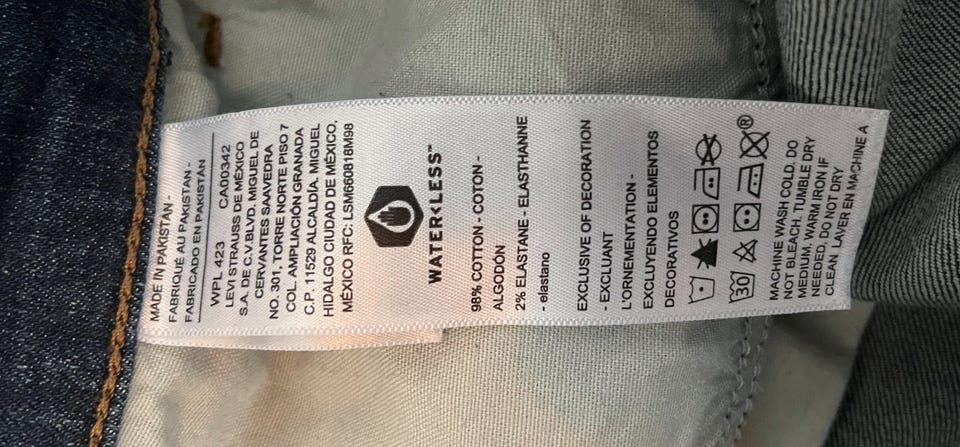 MADE IN PAKISTAN -
FABRIQUÉ AU PAKISTAN -
FABRICADO EN PAKISTÁN
WPL 423 CA00342
LEVI STRAUSS DE MÉXICO
S.A. DE C.V.BLVD. MIGUEL DE
CERVANTES SAAVEDRA
NO. 301, TORRE NORTE PISO 7
COL. AMPLIACIÓN GRANADA
C.P. 11529 ALCALDÍA. MIGUEL
HIDALGO CIUDAD DE MÉXICO,
MÉXICO RFC: LSM660818M98
WATER<LESS™
98% COTTON - COTON -
ALGODÓN
2% ELASTANE - ELASTHANNE
- elastano
EXCLUSIVE OF DECORATION
- EXCLUANT
L'ORNEMENTATION -
EXCLUYENDO ELEMENTOS
DECORATIVOS
30 ®
MACHINE WASH COLD. DO
NOT BLEACH. TUMBLE DRY
MEDIUM. WARM IRON IF
NEEDED. DO NOT DRY
CLEAN. LAVER EN MACHINE A